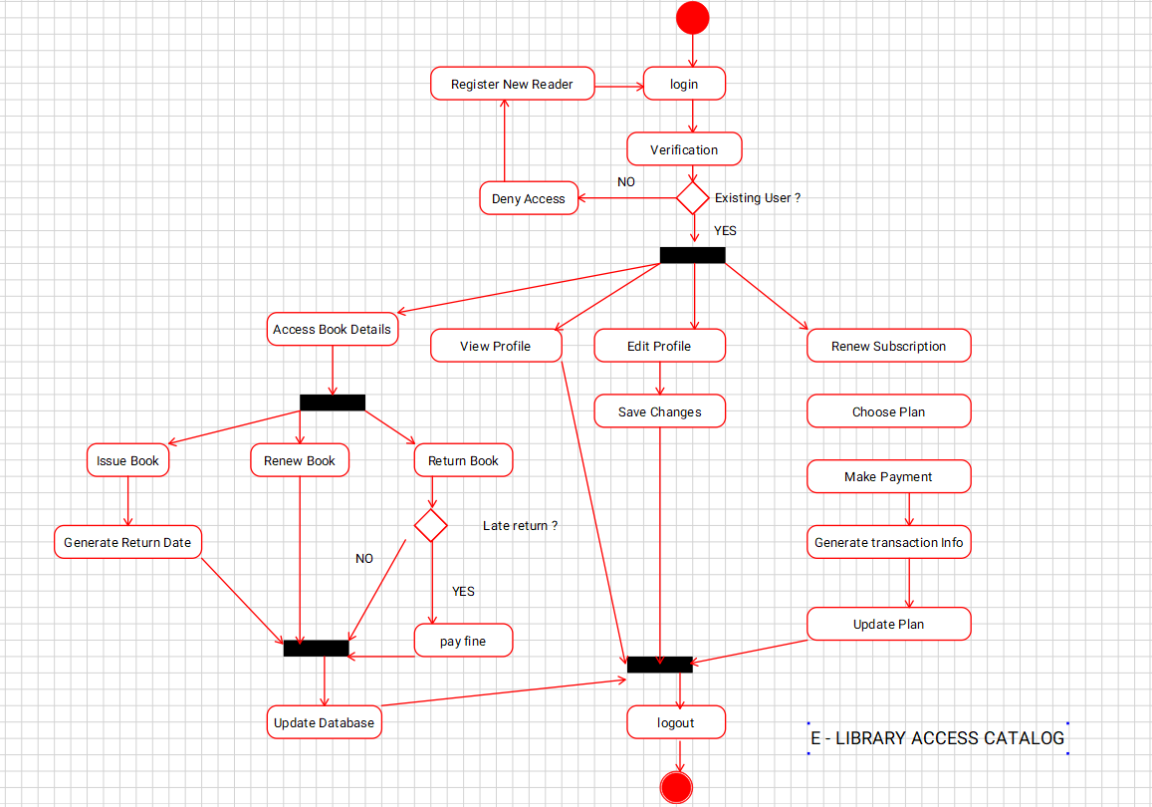 Register New Reader
login
Verification
NO
Deny Access
Existing User ?
YES
Access Book Details
View Profile
Edit Profile
Renew Subscription
Save Changes
Choose Plan
Issue Book
Renew Book
Return Book
Make Payment
Late return ?
Generate Return Date
Generate transaction Info
NO
YES
pay fine
Update Plan
Update Database
logout
E - LIBRARY ACCESS CATALOG